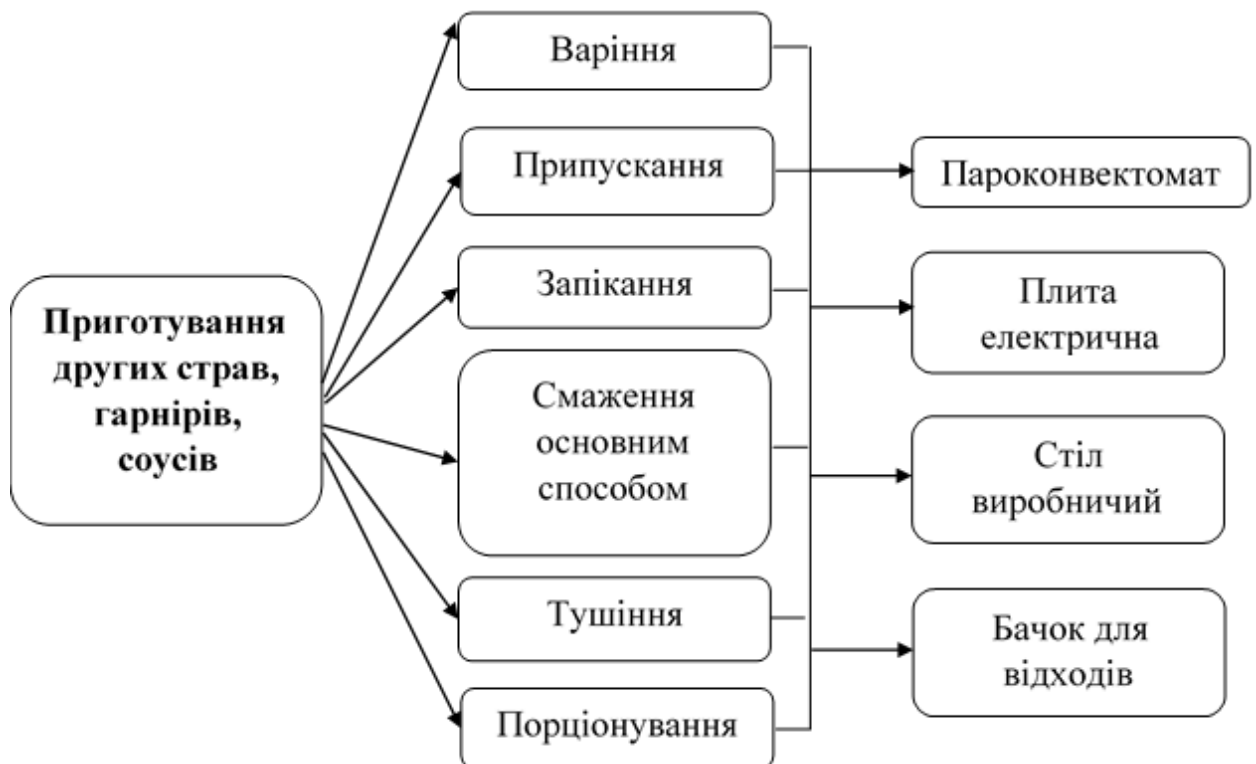 Приготування
других страв,
гарнірів,
соусів
Варіння
Припускання
Запікання
Смаження
основним
способом
Тушіння
Порціонування
Пароконвектомат
Плита
електрична
Стіл
виробничий
Бачок для
відходів